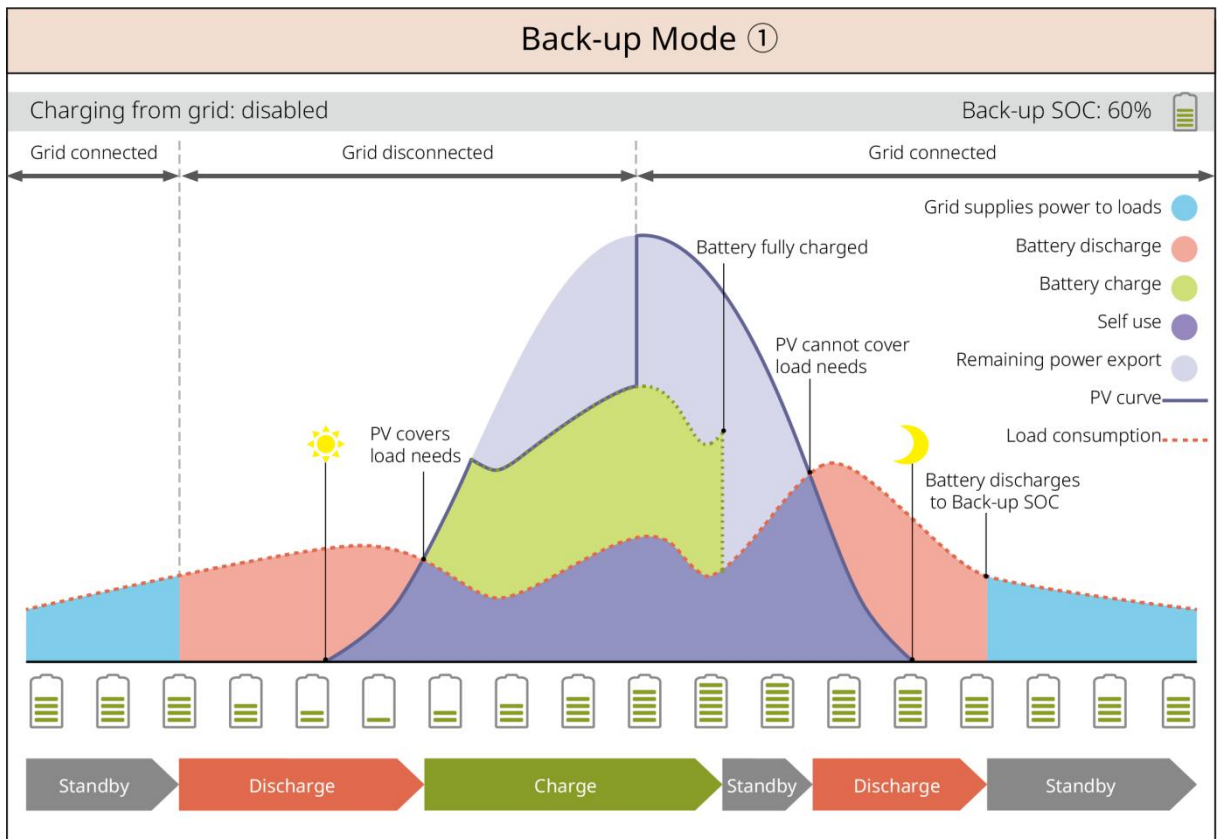 Back-up Mode ①
Charging from grid: disabled
Back-up SOC: 60%
Grid connected
Grid disconnected
Grid connected
Grid supplies power to loads
Battery discharge
Battery charge
Self use
Remaining power export
PV curve
Load consumption
Battery fully charged
PV cannot cover
load needs
PV covers
load needs
Battery discharges
to Back-up SOC
Standby
Discharge
Charge
Standby
Discharge
Standby